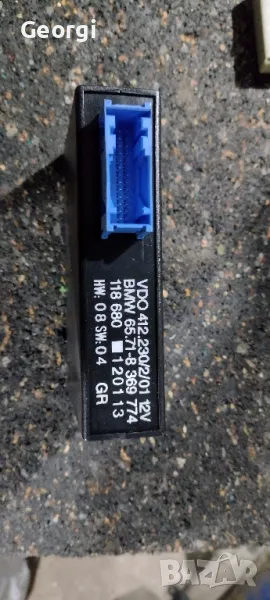 Georgi
VDO 412.230/2/01 12V
BMW 65.71-8 369 774
118 680 120113
HW: 08 SW: 04 GR
BAZAR